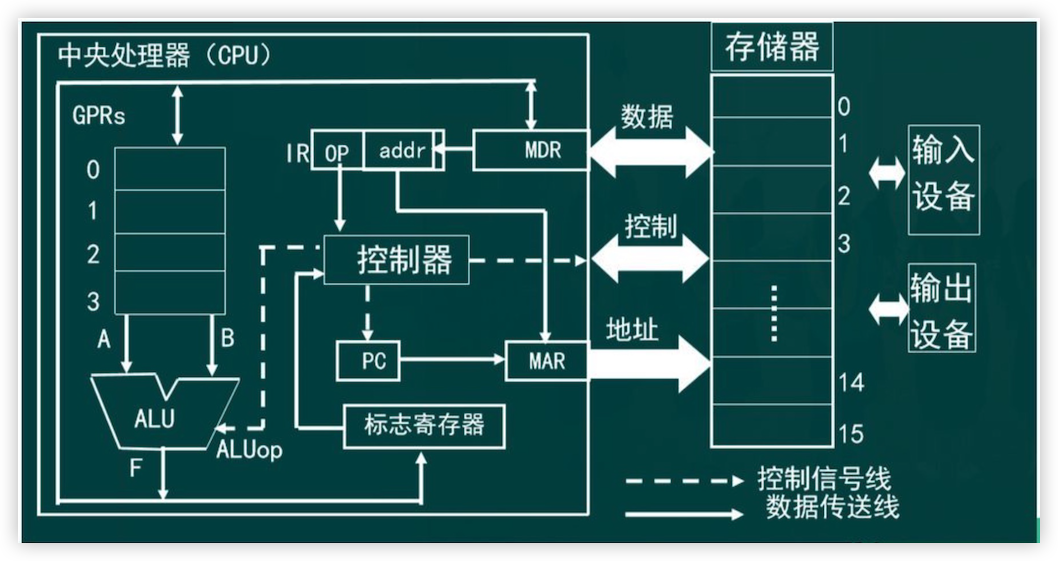 中央处理器（CPU）
存储器
GPRs
0
1
2
3
IR
OP
addr
MDR
数据
0
1
2
3
输入
设备
控制器
控制
输出
设备
A
B
PC
MAR
地址
14
15
ALU
ALUop
F
标志寄存器
控制信号线
数据传送线